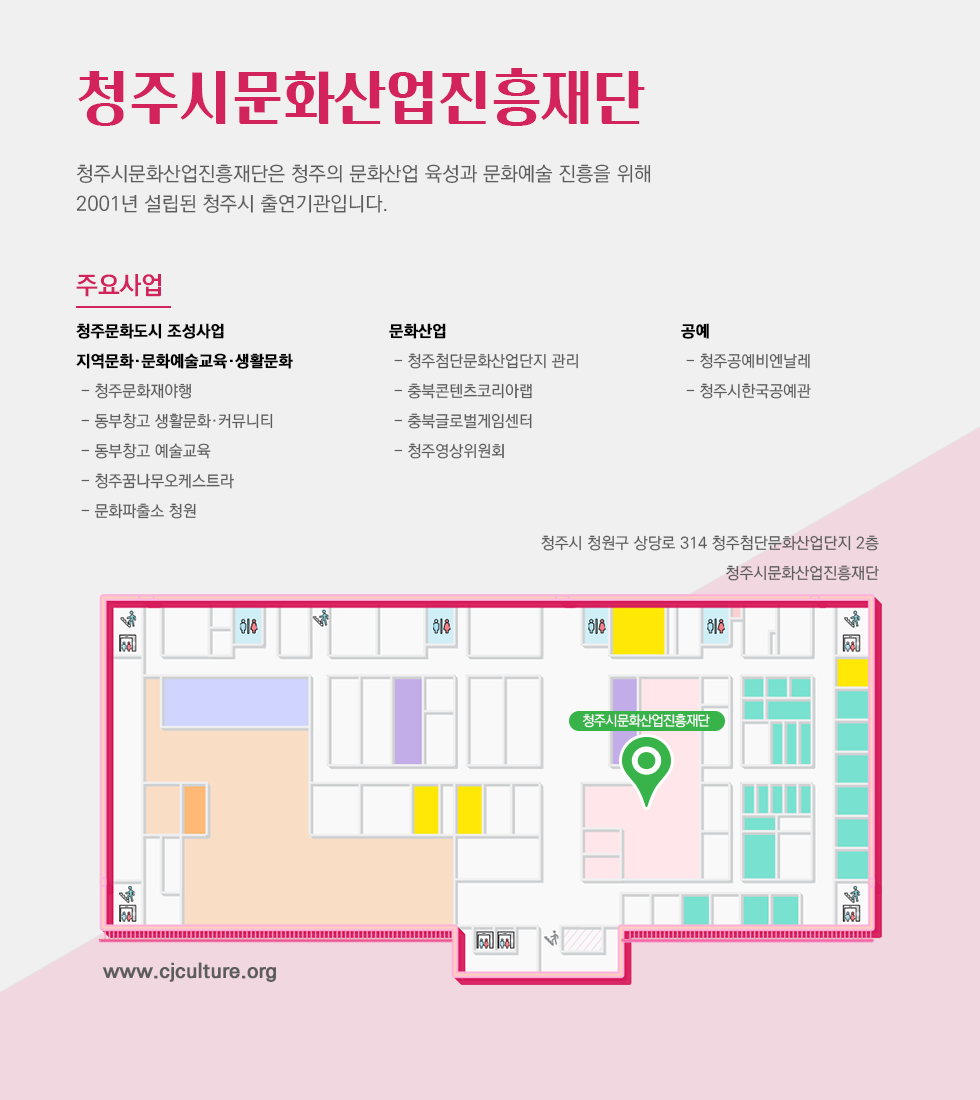 청주시문화산업진흥재단
청주시문화산업진흥재단은 청주의 문화산업 육성과 문화예술 진흥을 위해
2001년 설립된 청주시 출연기관입니다.
주요사업
청주문화도시 조성사업
지역문화·문화예술교육·생활문화
- 청주문화재야행
- 동부창고 생활문화·커뮤니티
- 동부창고 예술교육
- 청주꿈나무오케스트라
- 문화파출소 청원
문화산업
- 청주첨단문화산업단지 관리
- 충북콘텐츠코리아랩
- 충북글로벌게임센터
- 청주영상위원회
공예
- 청주공예비엔날레
- 청주시한국공예관
청주시 청원구 상당로 314 청주첨단문화산업단지 2층
청주시문화산업진흥재단
청주시문화산업진흥재단
www.cjculture.org